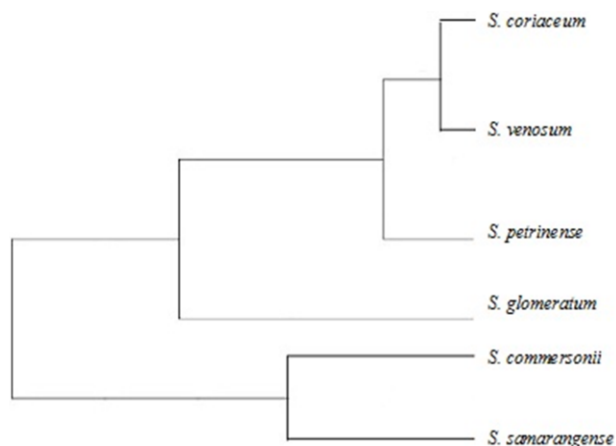 S. coriaceum
S. venosum
S. petrinense
S. glomeratum
S. commersonii
S. samarangense